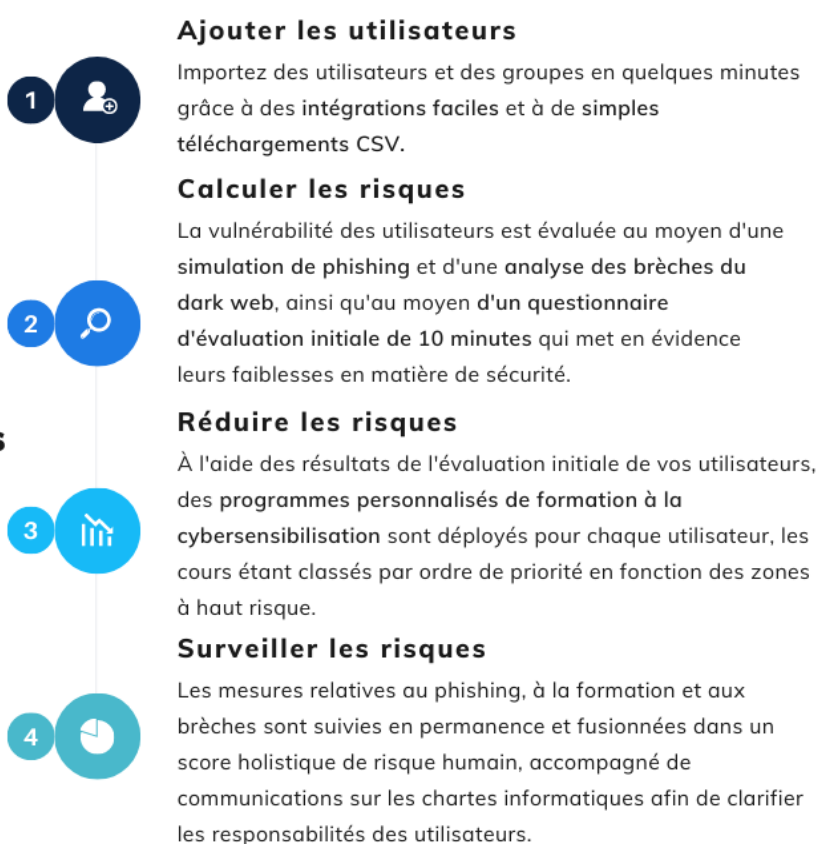 Ajouter les utilisateurs
1
Importez des utilisateurs et des groupes en quelques minutes
grâce à des intégrations faciles et à de simples
téléchargements CSV.
Calculer les risques
2
La vulnérabilité des utilisateurs est évaluée au moyen d'une
simulation de phishing et d'une analyse des brèches du
dark web, ainsi qu'au moyen d'un questionnaire
d'évaluation initiale de 10 minutes qui met en évidence
leurs faiblesses en matière de sécurité.
Réduire les risques
s
3
À l'aide des résultats de l'évaluation initiale de vos utilisateurs,
des programmes personnalisés de formation à la
cybersensibilisation sont déployés pour chaque utilisateur, les
cours étant classés par ordre de priorité en fonction des zones
à haut risque.
Surveiller les risques
4
Les mesures relatives au phishing, à la formation et aux
brèches sont suivies en permanence et fusionnées dans un
score holistique de risque humain, accompagné de
communications sur les chartes informatiques afin de clarifier
les responsabilités des utilisateurs.